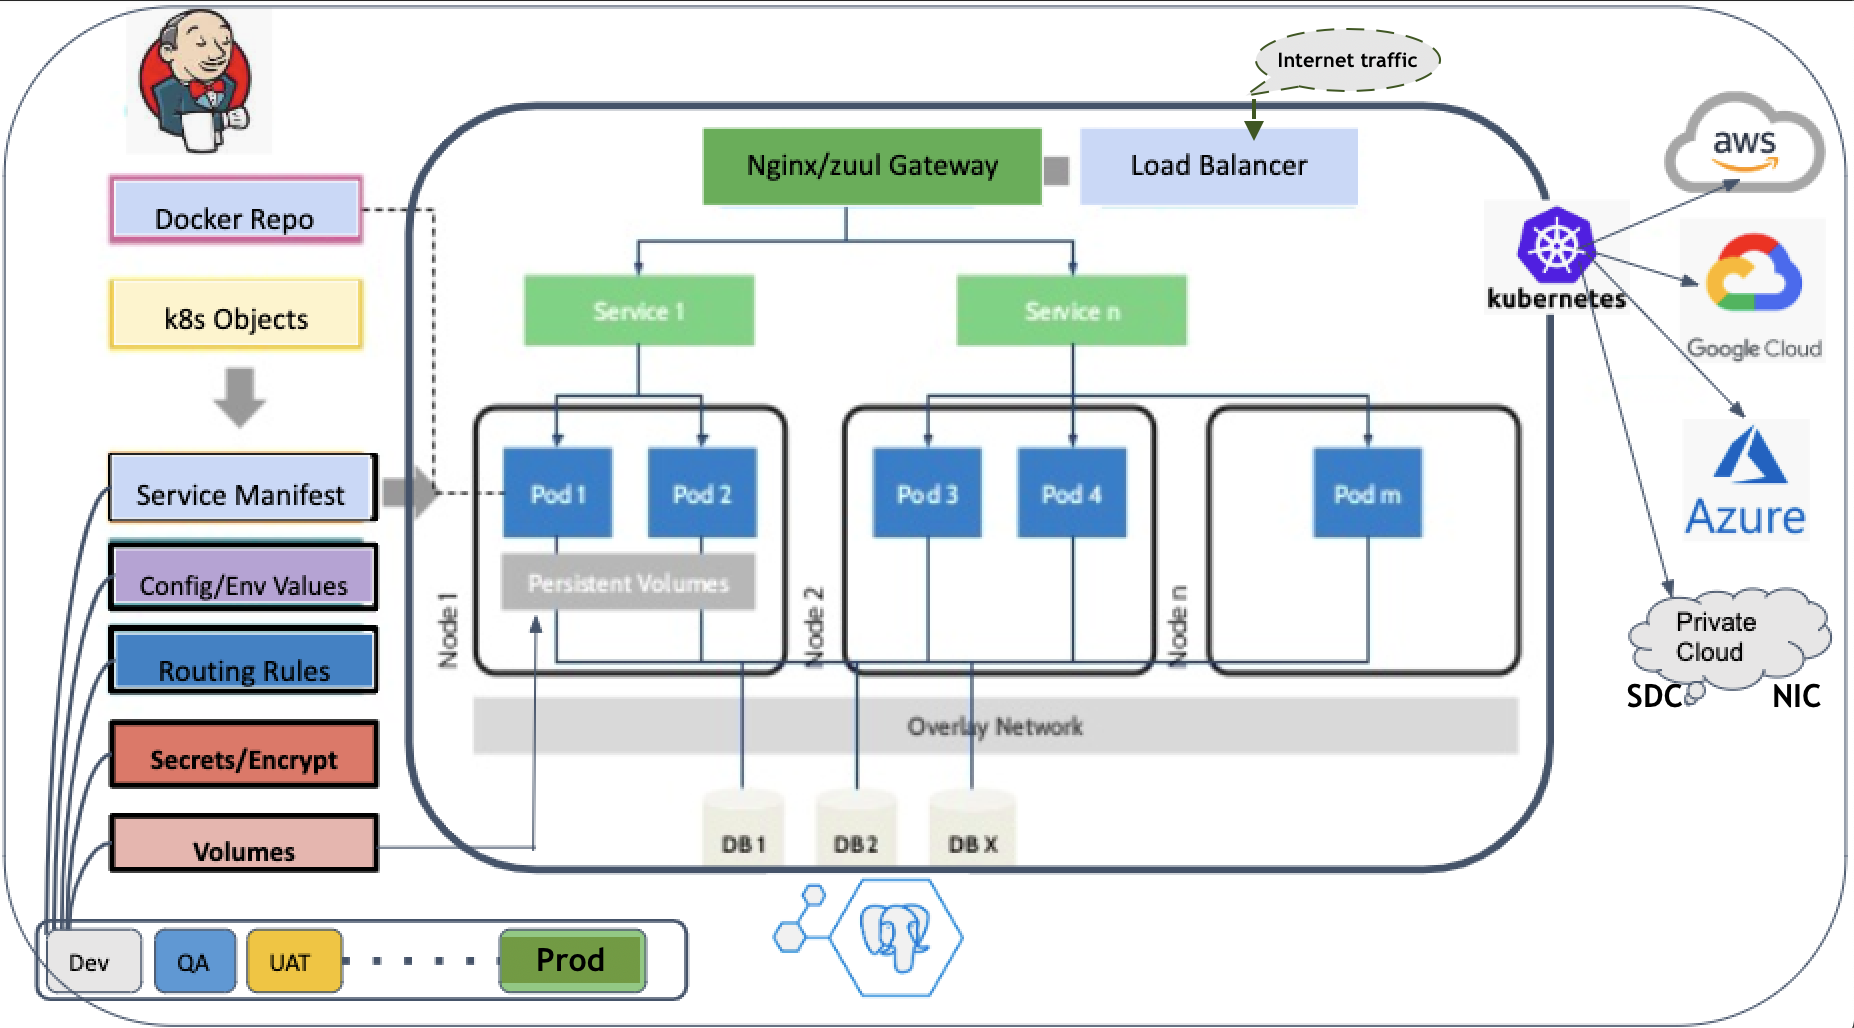 Internet traffic
Docker Repo
k8s Objects
Service Manifest
Config/Env Values
Routing Rules
Secrets/Encrypt
Volumes
Dev
QA
UAT
Prod
Nginx/zuul Gateway
Load Balancer
Service 1
Service n
Pod 1
Pod 2
Pod 3
Pod 4
Pod m
Persistent Volumes
Node 1
Node 2
Node n
Overlay Network
DB 1
DB 2
DB X
kubernetes
aws
Google Cloud
Azure
Private
Cloud
SDC
NIC